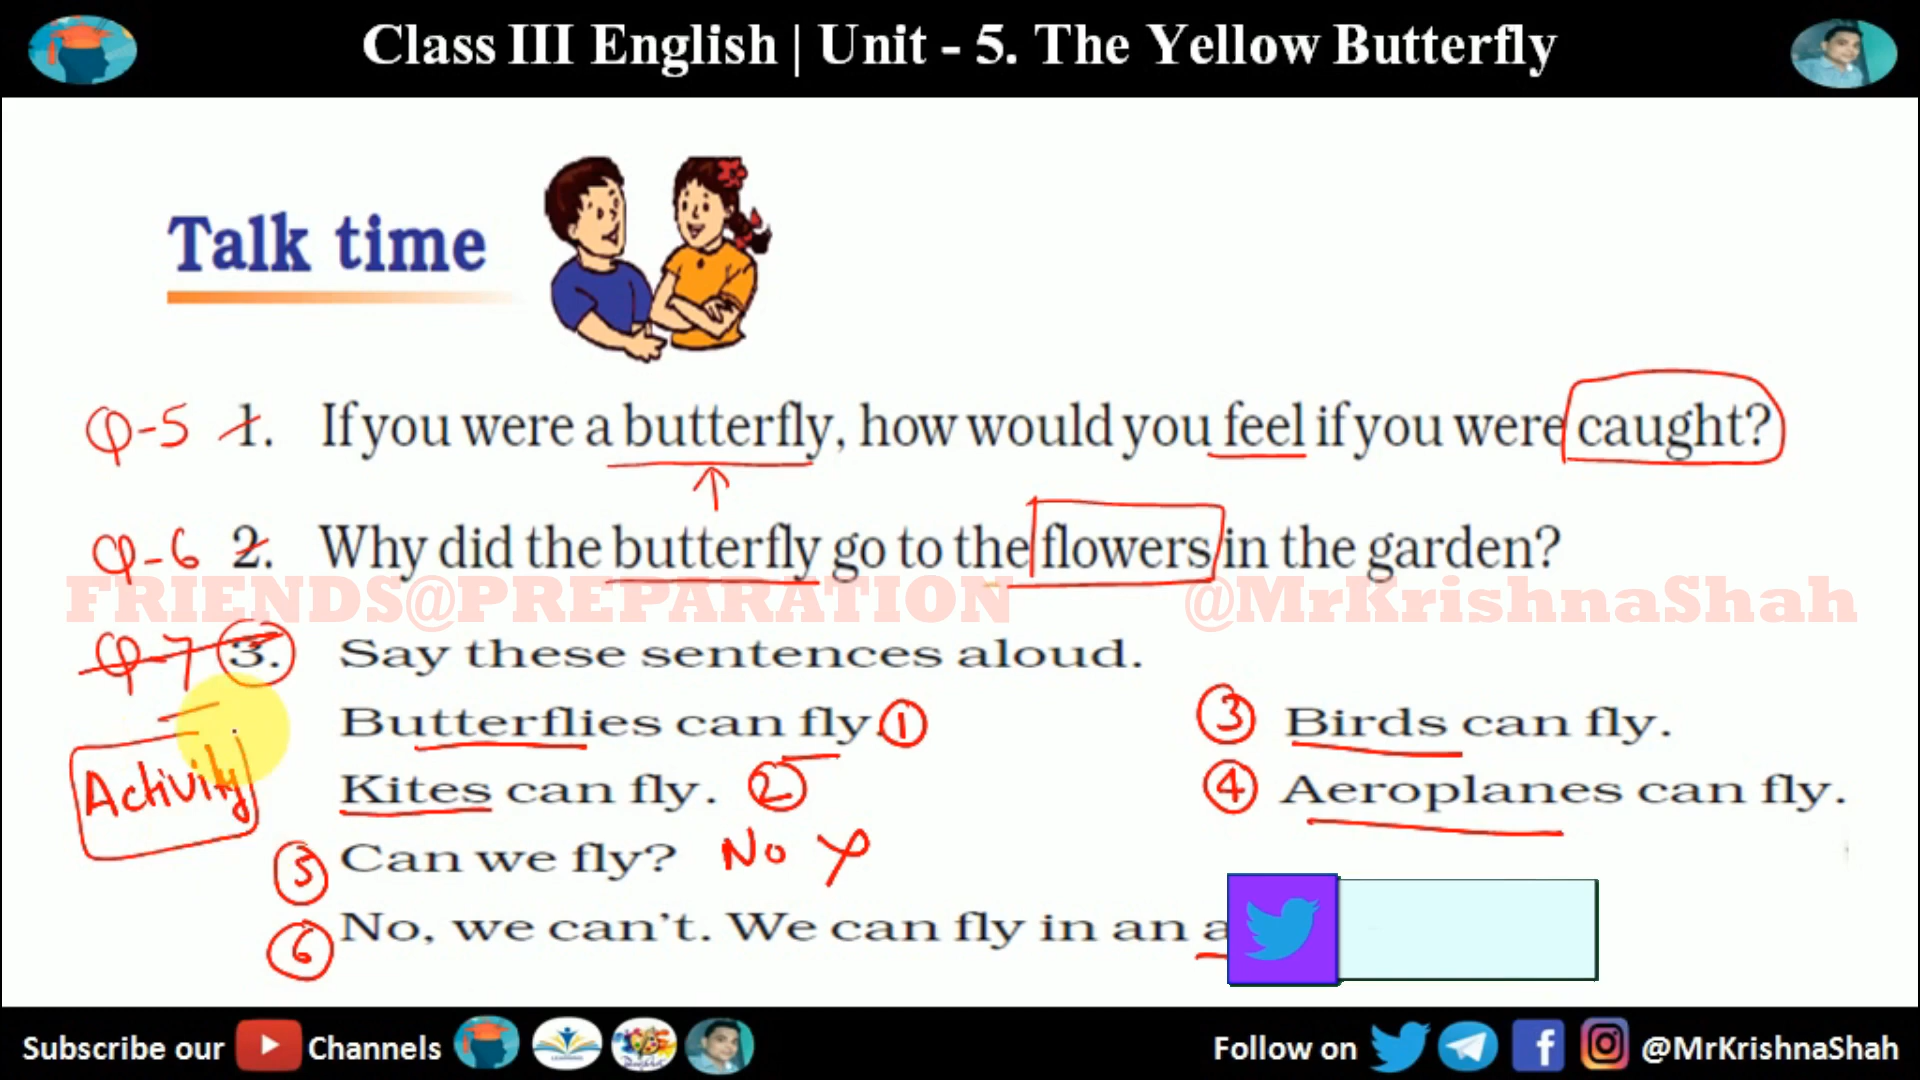 Class III English | Unit - 5. The Yellow Butterfly
Talk time
Q-5 1. If you were a butterfly, how would you feel if you were caught?
Q-6 2. Why did the butterfly go to the flowers in the garden?
FRIENDS@PREPARATION @MrKrishnaShah
Q-7 3. Say these sentences aloud.
Butterflies can fly. 1 3 Birds can fly.
Activity Kites can fly. 2 4 Aeroplanes can fly.
5 Can we fly? No
6 No, we can't. We can fly in an a
Subscribe our Channels Follow on @MrKrishnaShah